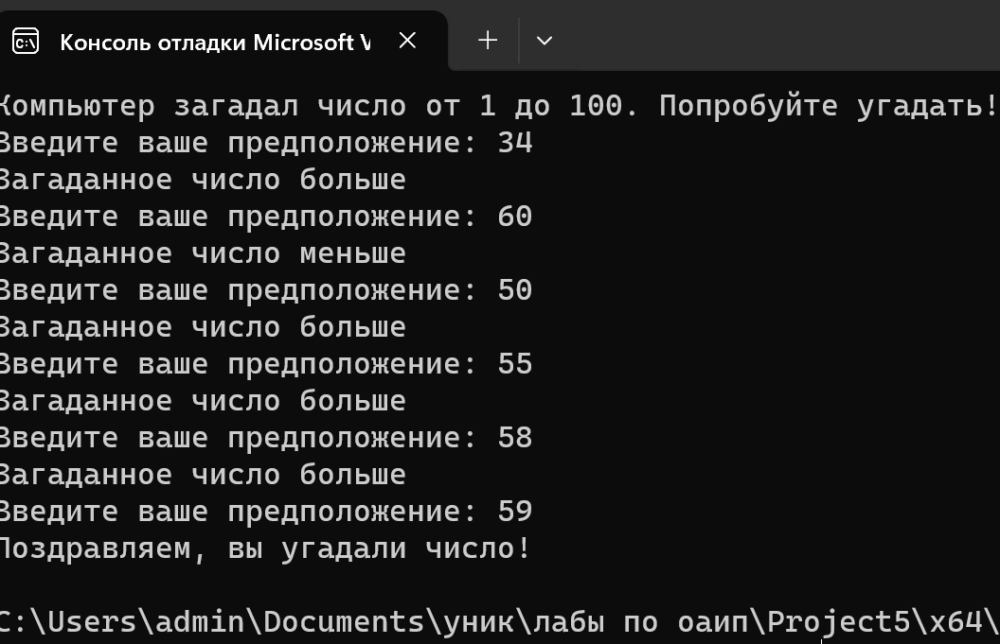 Консоль отладки Microsoft V
Компьютер загадал число от 1 до 100. Попробуйте угадать!
Введите ваше предположение: 34
Загаданное число больше
Введите ваше предположение: 60
Загаданное число меньше
Введите ваше предположение: 50
Загаданное число больше
Введите ваше предположение: 55
Загаданное число больше
Введите ваше предположение: 58
Загаданное число больше
Введите ваше предположение: 59
Поздравляем, вы угадали число!
C:\Users\admin\Documents\уник\лабы по оаип\Project5\x64\